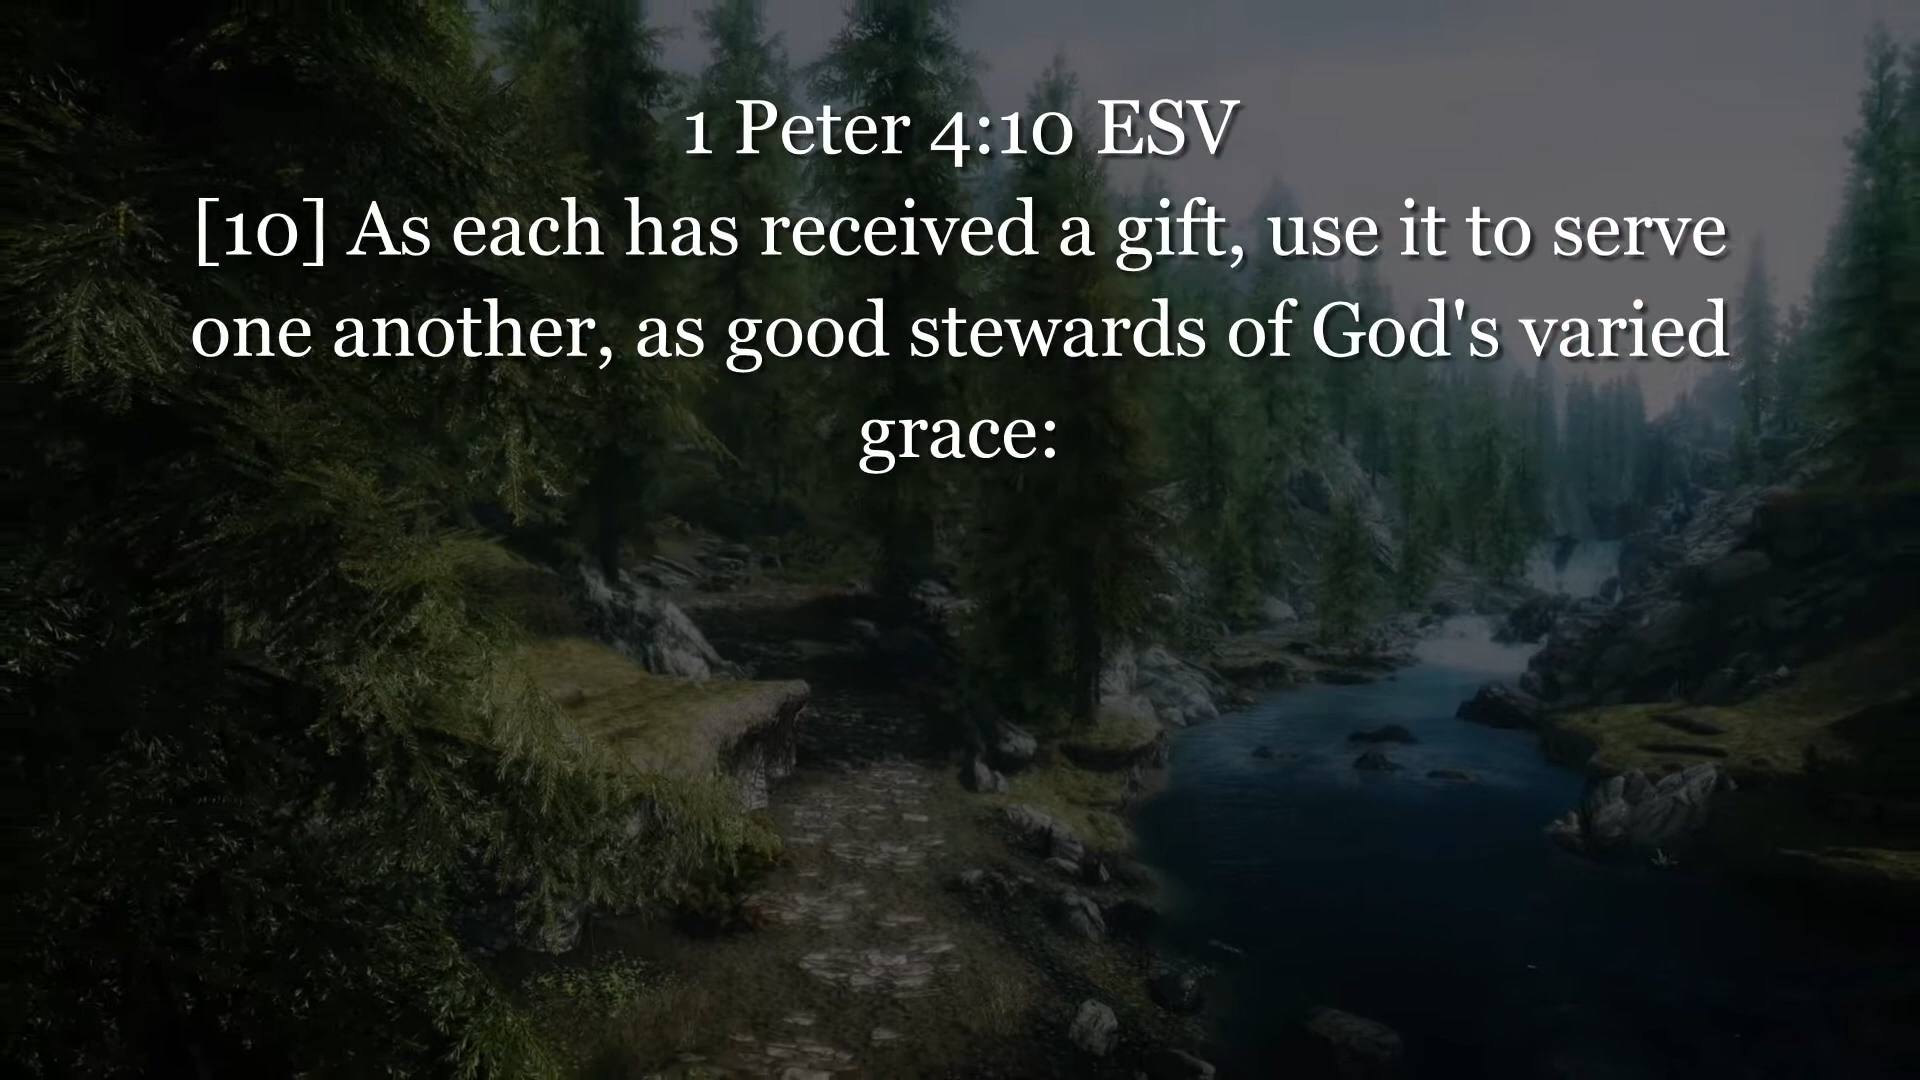 1 Peter 4:10 ESV
[10] As each has received a gift, use it to serve
one another, as good stewards of God's varied
grace: